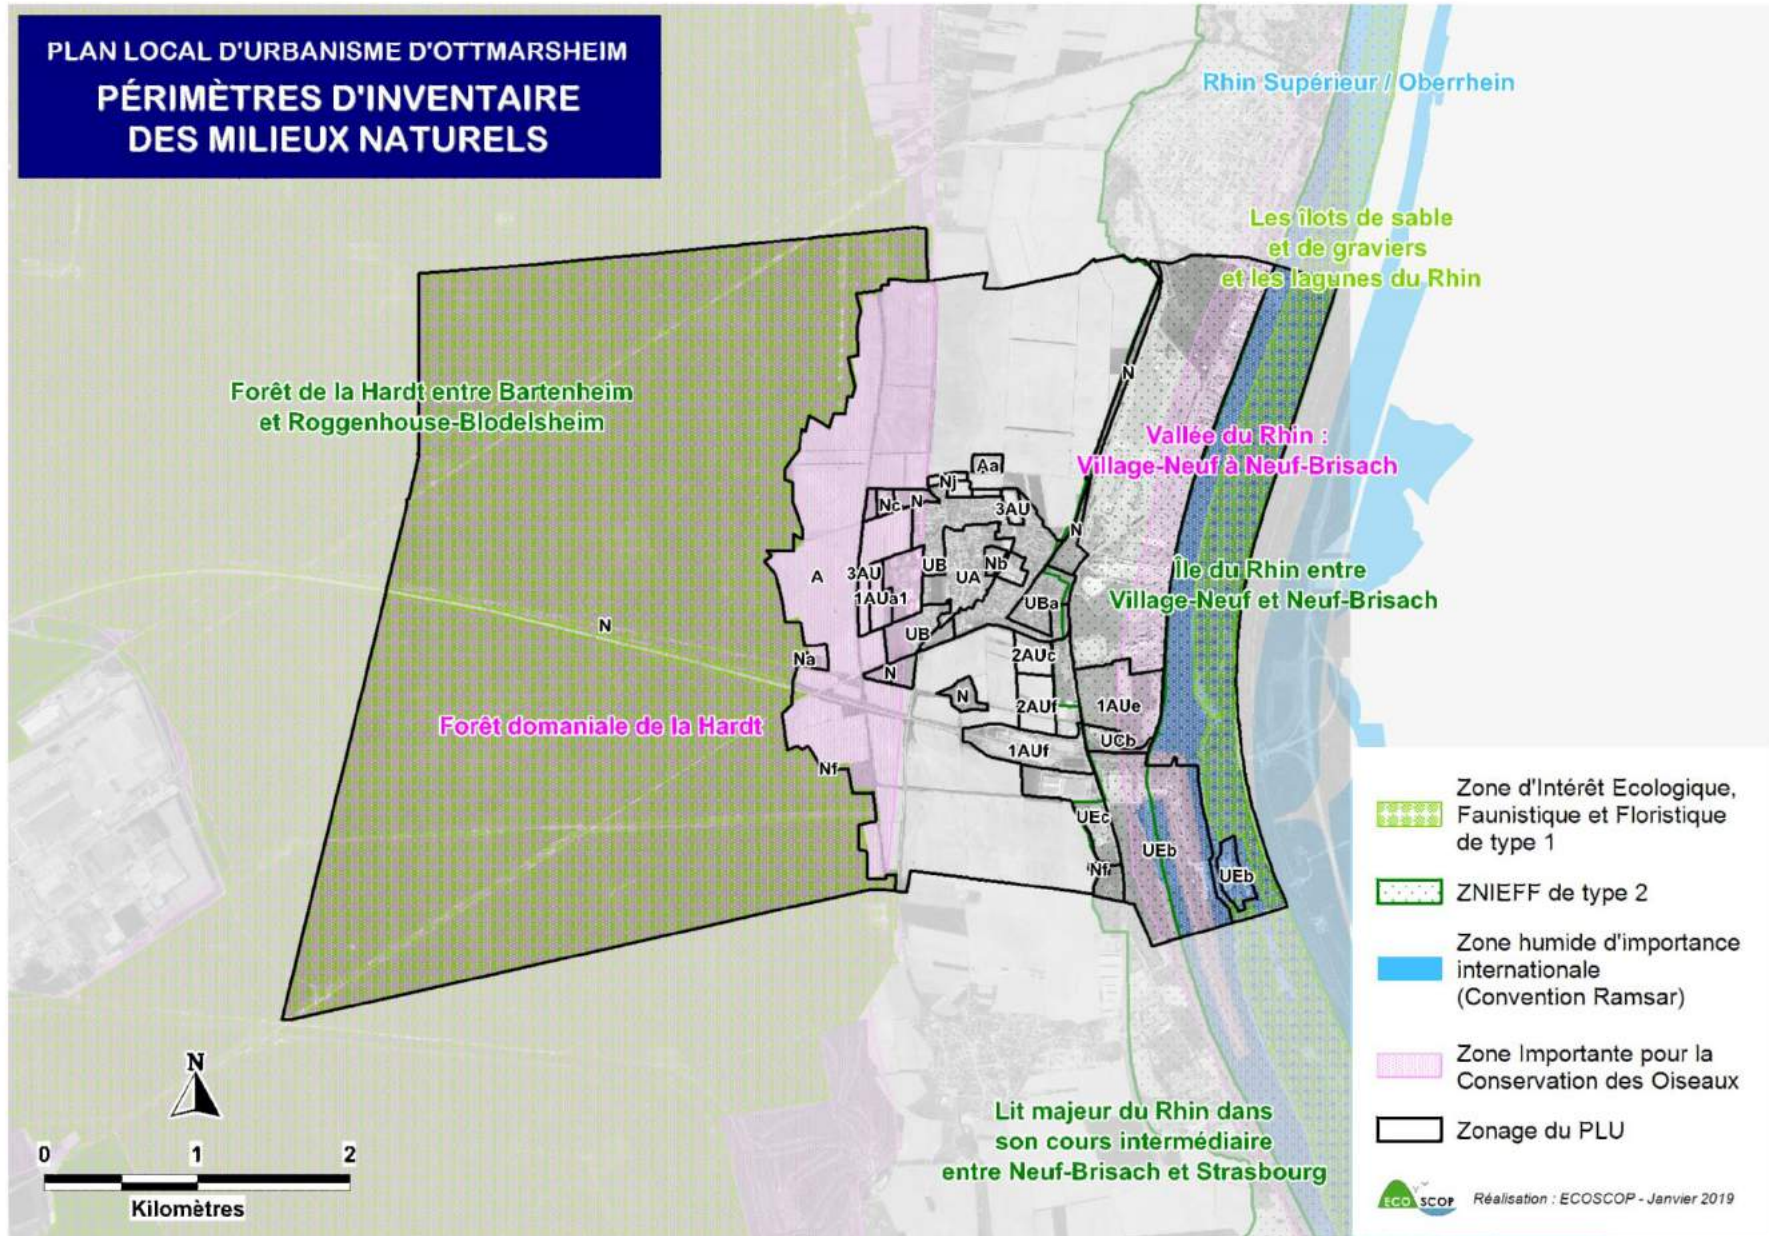 PLAN LOCAL D'URBANISME D'OTTMARSHEIM
PÉRIMÈTRES D'INVENTAIRE
DES MILIEUX NATURELS
Rhin Supérieur / Oberrhein
Les îlots de sable
et de graviers
et les lagunes du Rhin
Forêt de la Hardt entre Bartenheim
et Roggenhouse-Blodelsheim
N
Vallée du Rhin :
Village-Neuf à Neuf-Brisach
Aa
Nj
Nc
N
3AU
N
Île du Rhin entre
Village-Neuf et Neuf-Brisach
A
3AU
UB
UA
Nb
1AUa1
UBa
UB
N
Na
2AUc
N
N
2AUf
1AUe
Forêt domaniale de la Hardt
UCb
1AUf
Nf
UEc
UEb
Nf
UEb
Lit majeur du Rhin dans
son cours intermédiaire
entre Neuf-Brisach et Strasbourg
N
0 1 2
Kilomètres
Zone d'Intérêt Ecologique,
Faunistique et Floristique
de type 1
ZNIEFF de type 2
Zone humide d'importance
internationale
(Convention Ramsar)
Zone Importante pour la
Conservation des Oiseaux
Zonage du PLU
ECO SCOP
Réalisation : ECOSCOP - Janvier 2019